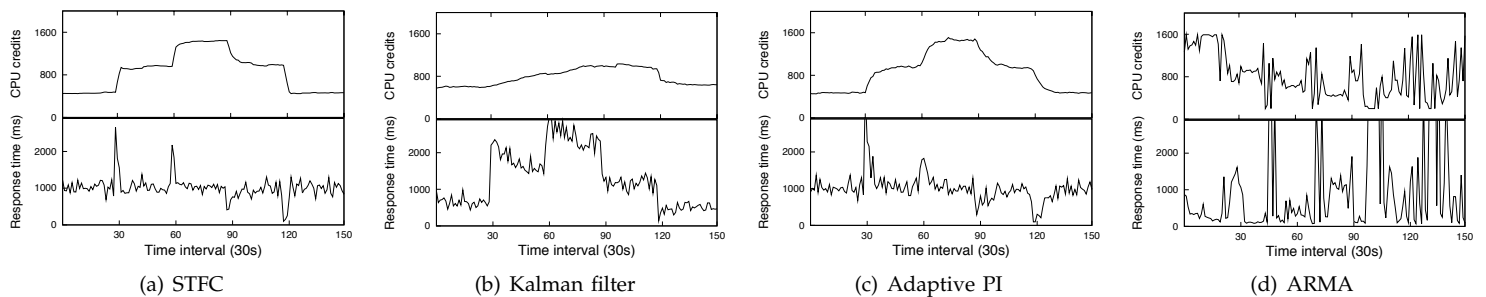 1600
800
0
CPU credits
2000
1000
0
Response time (ms)
30 60 90 120 150
Time interval (30s)
(a) STFC
1600
800
0
CPU credits
2000
1000
0
Response time (ms)
30 60 90 120 150
Time interval (30s)
(b) Kalman filter
1600
800
0
CPU credits
2000
1000
0
Response time (ms)
30 60 90 120 150
Time interval (30s)
(c) Adaptive PI
1600
800
0
CPU credits
2000
1000
0
Response time (ms)
30 60 90 120 150
Time interval (30s)
(d) ARMA